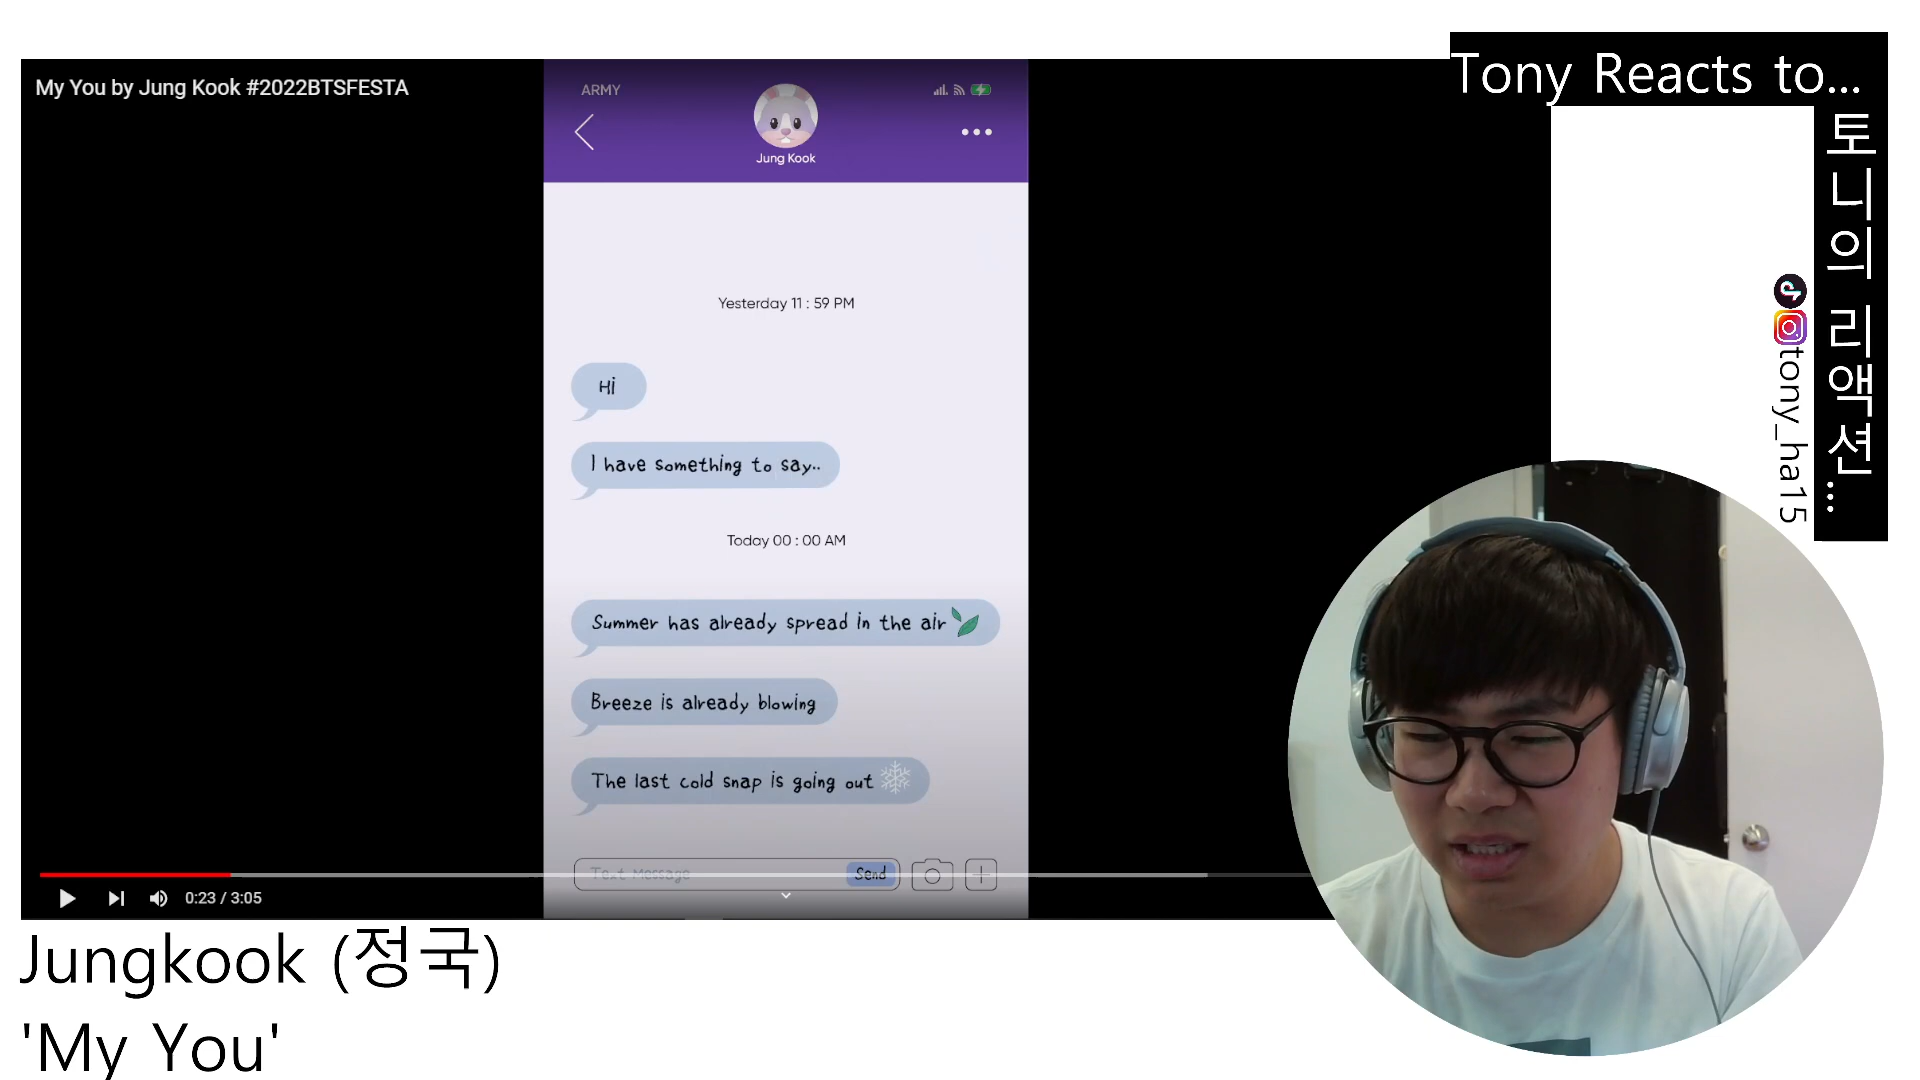 My You by Jung Kook #2022BTSFESTA
ARMY
Jung Kook
Yesterday 11 : 59 PM
Hi
I have something to say..
Today 00 : 00 AM
Summer has already spread in the air
Breeze is already blowing
The last cold snap is going out
Text Message
Send
0:23 / 3:05
Tony Reacts to...
토니의 리액션...
tony_ha15
Jungkook (정국)
'My You'